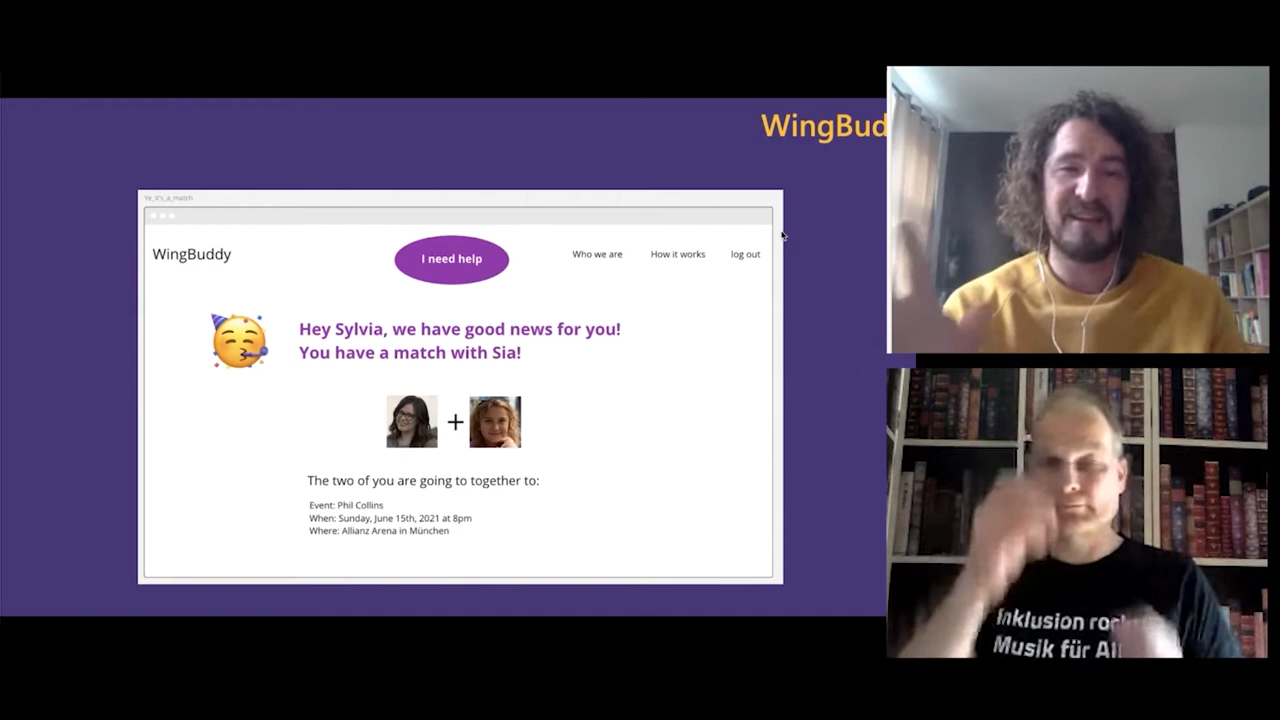 WingBud
Ye_it's_a_match
WingBuddy
I need help
Who we are
How it works
log out
Hey Sylvia, we have good news for you!
You have a match with Sia!
+
The two of you are going to together to:
Event: Phil Collins
When: Sunday, June 15th, 2021 at 8pm
Where: Allianz Arena in München
Inklusion roc
Musik für All